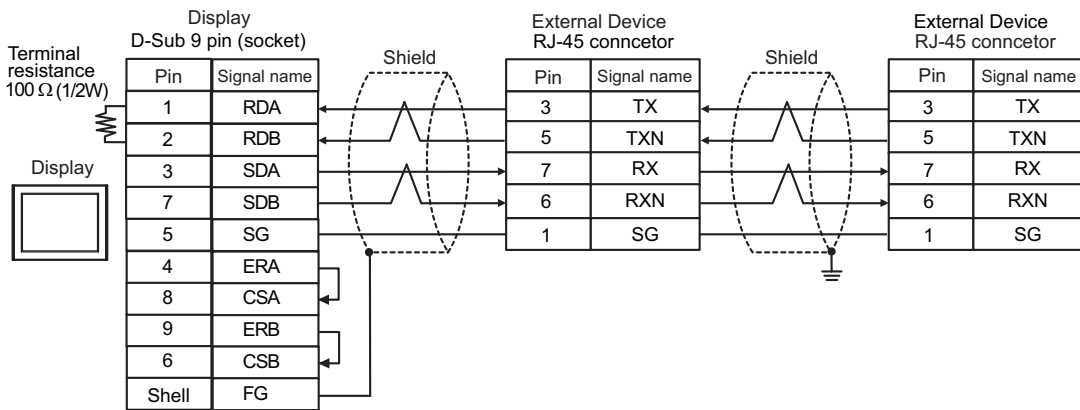 Display
D-Sub 9 pin (socket)
External Device
RJ-45 conncetor
External Device
RJ-45 conncetor
Terminal
resistance
100 Ω (1/2W)
Shield
Shield
Display
Pin Signal name
1 RDA
2 RDB
3 SDA
7 SDB
5 SG
4 ERA
8 CSA
9 ERB
6 CSB
Shell FG
Pin Signal name
3 TX
5 TXN
7 RX
6 RXN
1 SG
Pin Signal name
3 TX
5 TXN
7 RX
6 RXN
1 SG